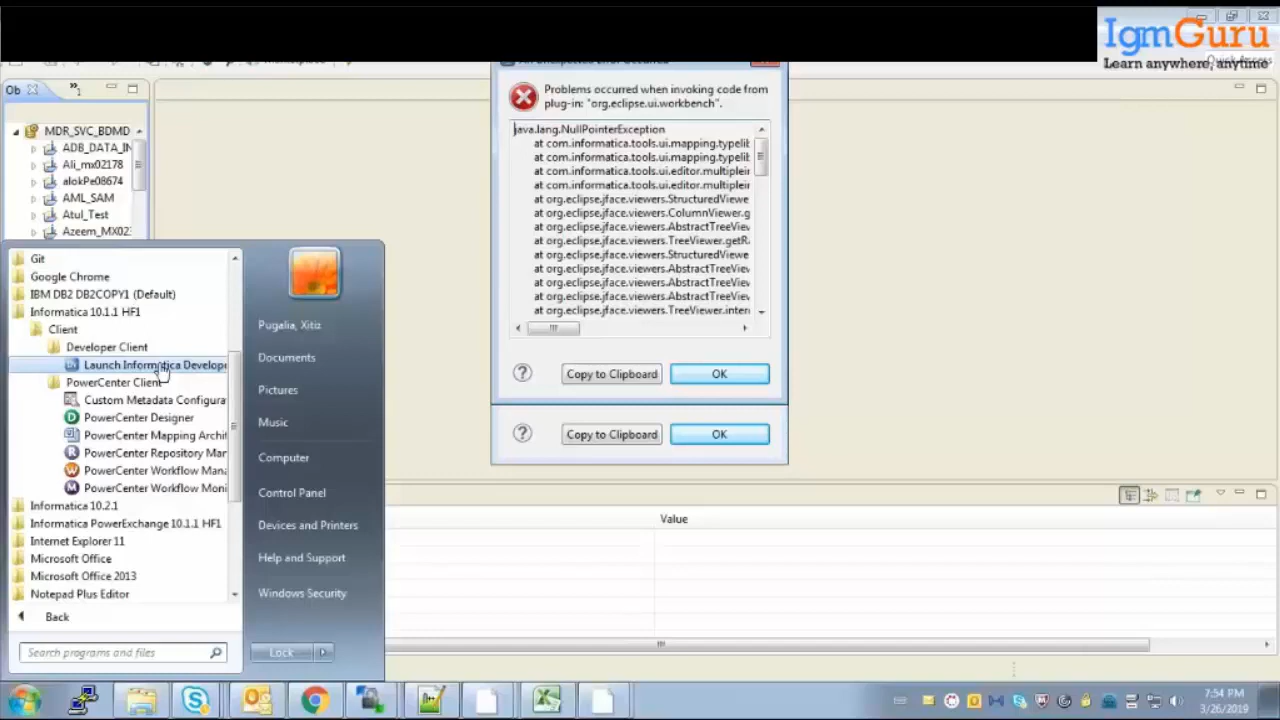 IgmGuru
Learn anywhere, anytime
Quick Access
Ob
MDR_SVC_BDMD
ADB_DATA_IN
Ali_mx02178
alokPe08674
AML_SAM
Atul_Test
Azeem_MX02
Problems occurred when invoking code from
plug-in: "org.eclipse.ui.workbench".
java.lang.NullPointerException
at com.informatica.tools.ui.mapping.typelib
at com.informatica.tools.ui.mapping.typelib
at com.informatica.tools.ui.editor.multiplein
at com.informatica.tools.ui.editor.multiplein
at org.eclipse.jface.viewers.StructuredViewe
at org.eclipse.jface.viewers.ColumnViewer.g
at org.eclipse.jface.viewers.AbstractTreeViev
at org.eclipse.jface.viewers.TreeViewer.getRa
at org.eclipse.jface.viewers.StructuredViewe
at org.eclipse.jface.viewers.AbstractTreeViev
at org.eclipse.jface.viewers.AbstractTreeViev
at org.eclipse.jface.viewers.AbstractTreeViev
at org.eclipse.jface.viewers.TreeViewer.inter
Copy to Clipboard
OK
Copy to Clipboard
OK
Git
Google Chrome
IBM DB2 DB2COPY1 (Default)
Informatica 10.1.1 HF1
Client
Developer Client
Launch Informatica Develope
PowerCenter Client
Custom Metadata Configura
PowerCenter Designer
PowerCenter Mapping Archi
PowerCenter Repository Mar
PowerCenter Workflow Mana
PowerCenter Workflow Moni
Informatica 10.2.1
Informatica PowerExchange 10.1.1 HF1
Internet Explorer 11
Microsoft Office
Microsoft Office 2013
Notepad Plus Editor
Back
Search programs and files
Pugalia, Xitiz
Documents
Pictures
Music
Computer
Control Panel
Devices and Printers
Help and Support
Windows Security
Lock
Value
7:54 PM
3/26/2019